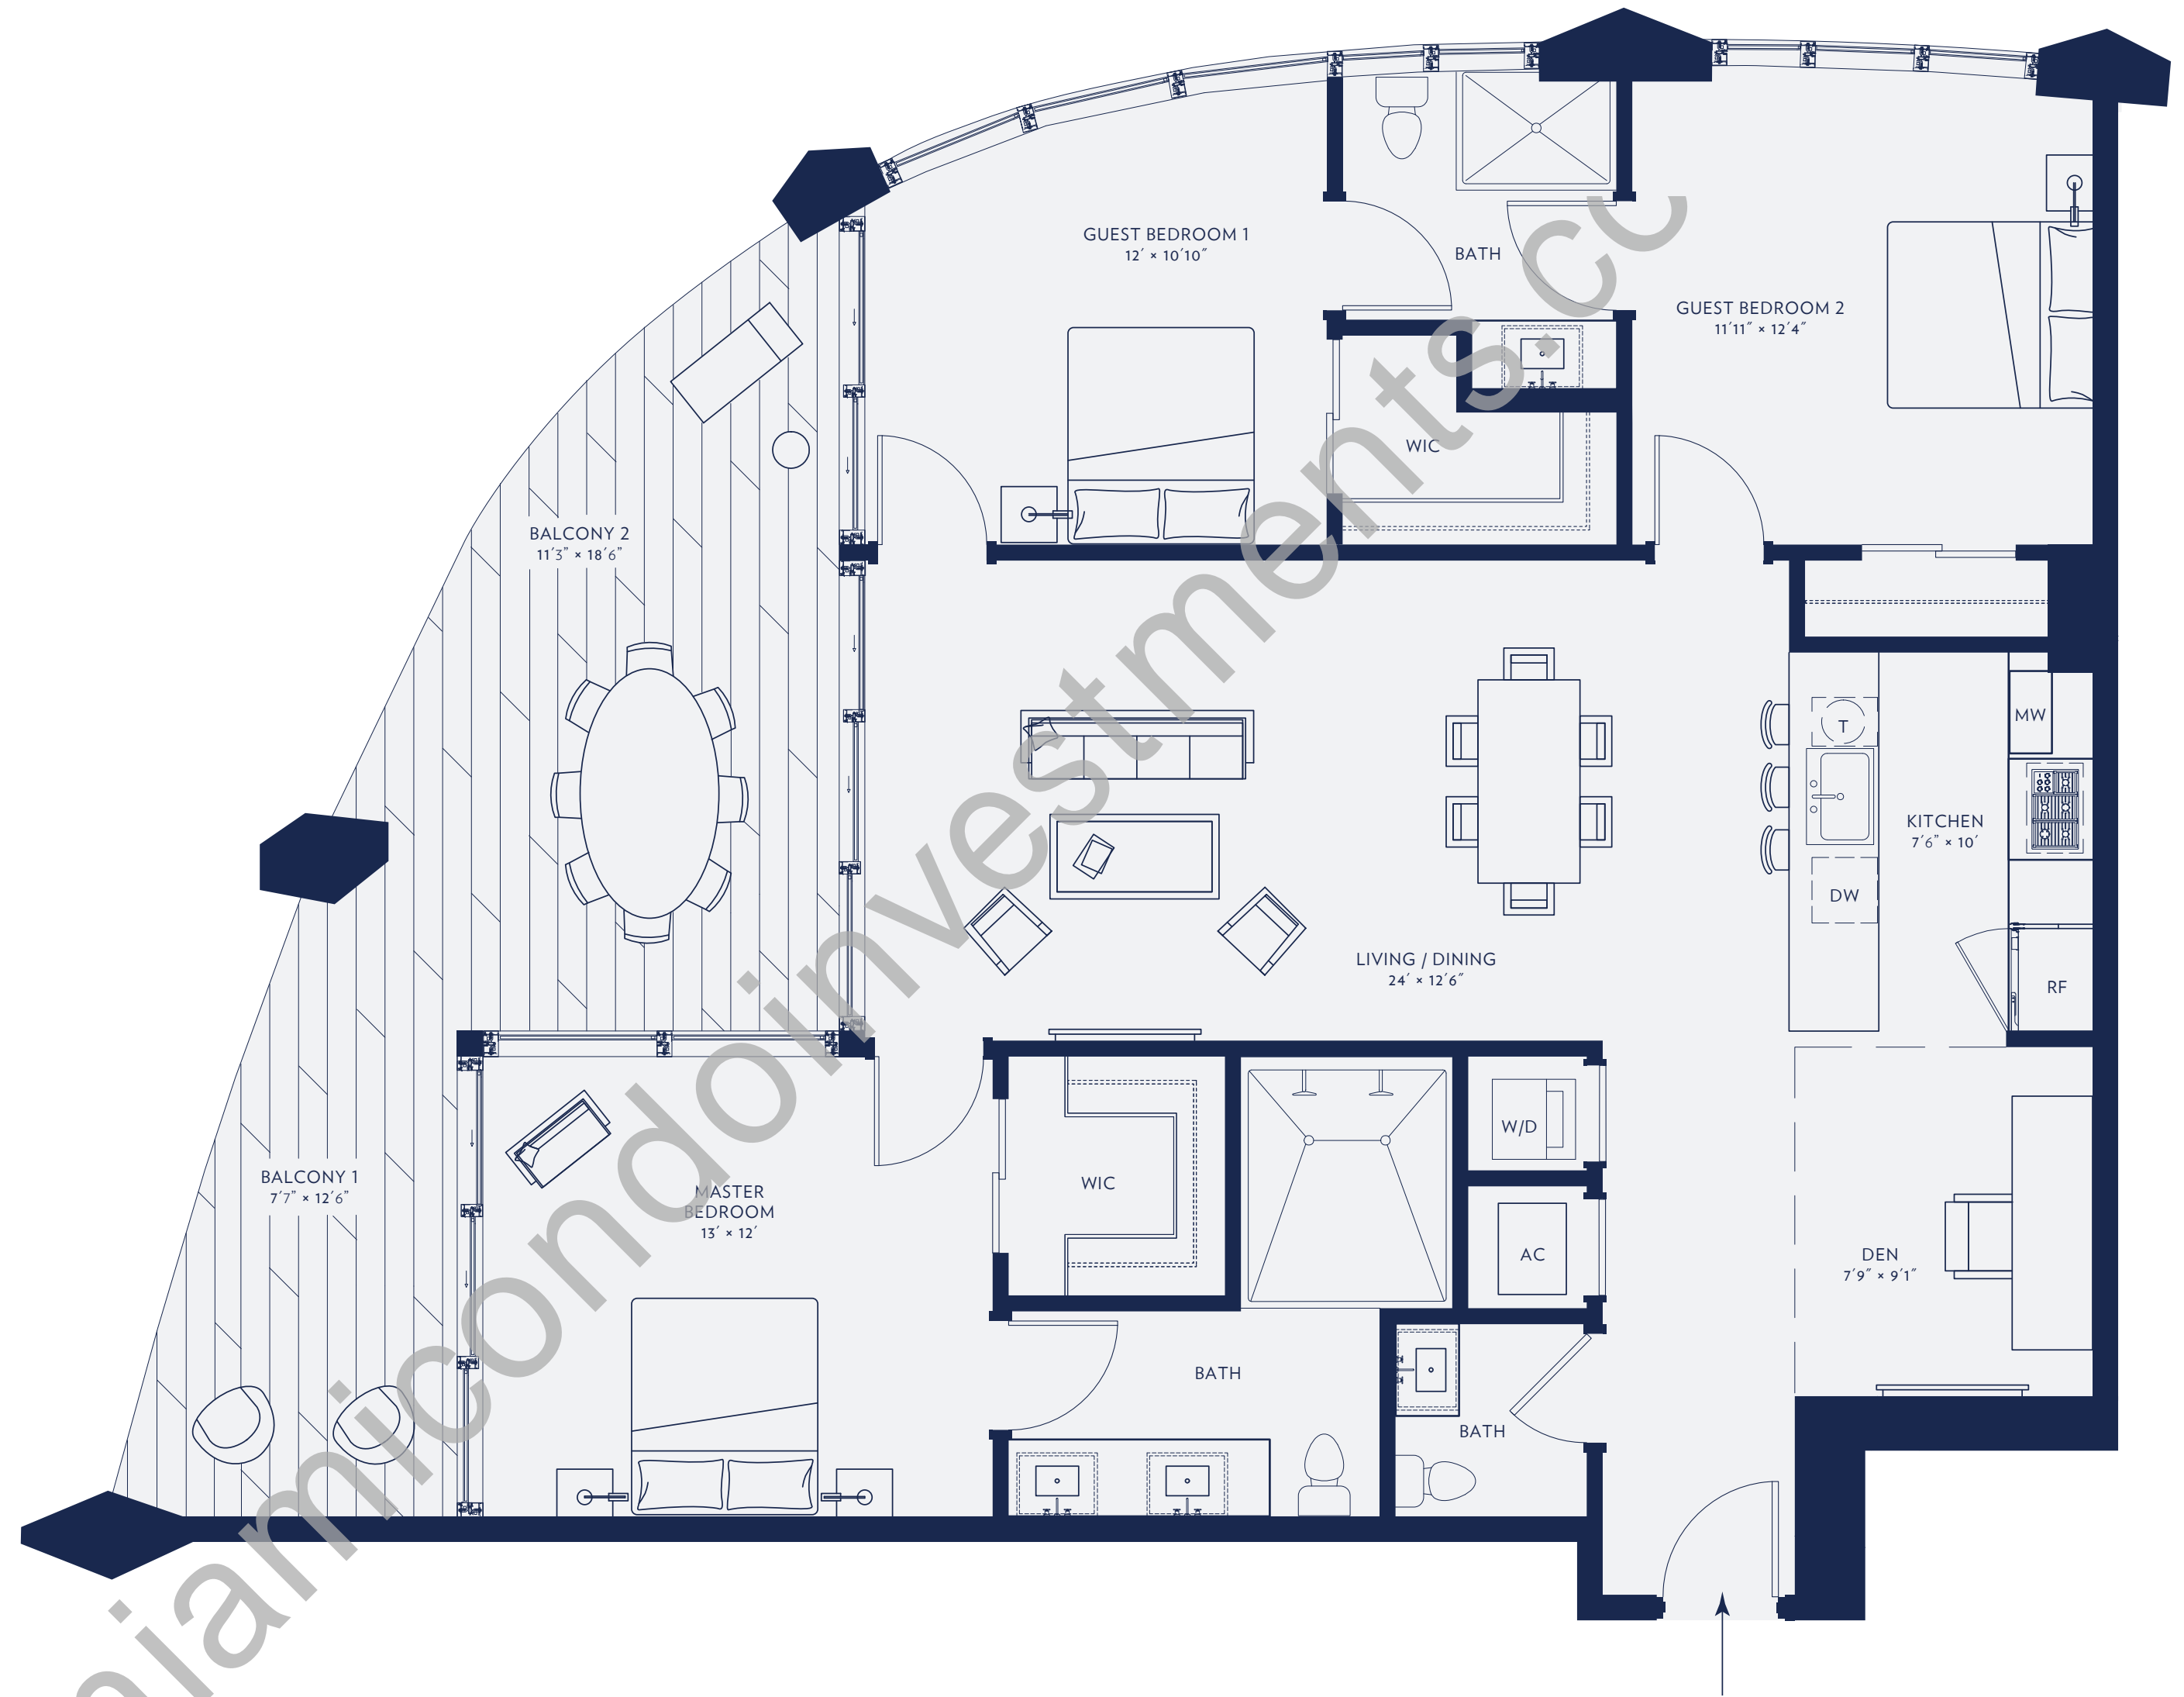 GUEST BEDROOM 1
12′ × 10′10″
BATH
GUEST BEDROOM 2
11′11″ × 12′4″
WIC
BALCONY 2
11′3″ × 18′6″
MW
T
KITCHEN
7′6″ × 10′
DW
LIVING / DINING
24′ × 12′6″
RF
W/D
BALCONY 1
7′7″ × 12′6″
MASTER
BEDROOM
13′ × 12′
WIC
AC
DEN
7′9″ × 9′1″
BATH
BATH
miamicondoinvestments.cc